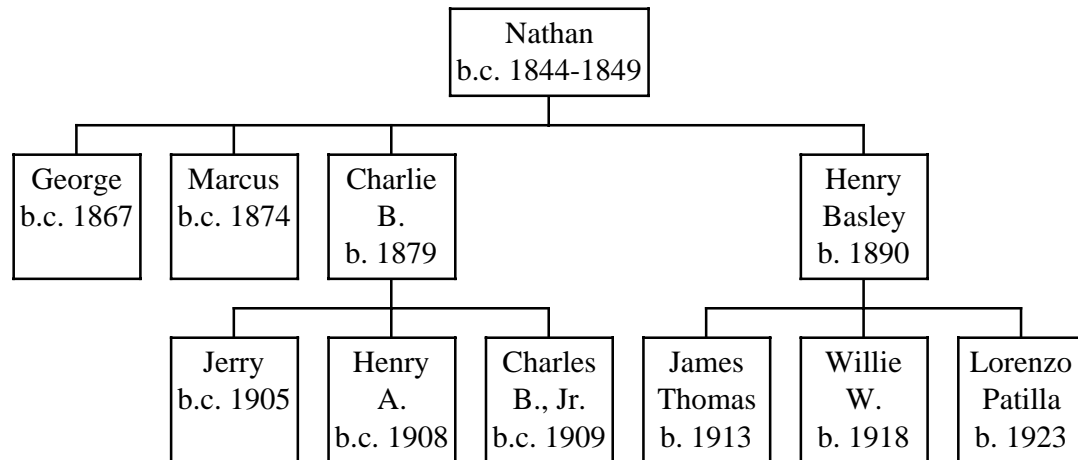 Nathan
b.c. 1844-1849
George
b.c. 1867
Marcus
b.c. 1874
Charlie
B.
b. 1879
Henry
Basley
b. 1890
Jerry
b.c. 1905
Henry
A.
b.c. 1908
Charles
B., Jr.
b.c. 1909
James
Thomas
b. 1913
Willie
W.
b. 1918
Lorenzo
Patilla
b. 1923